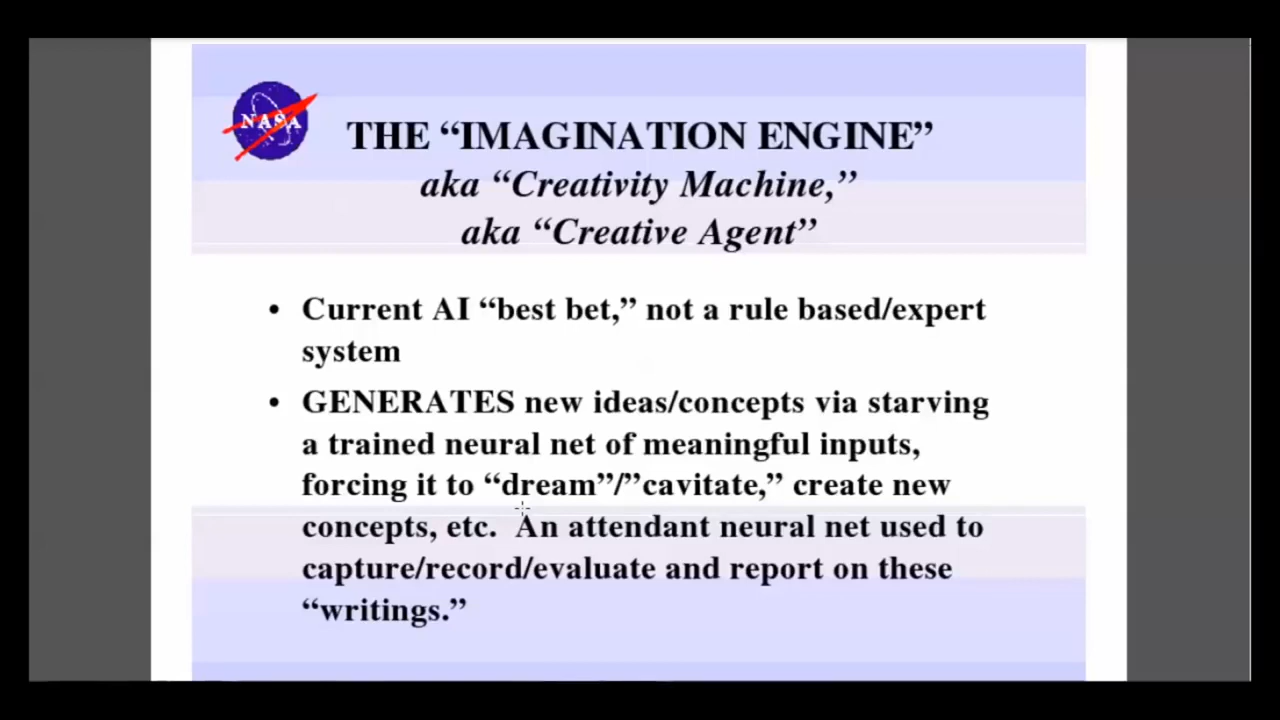 NASA
THE “IMAGINATION ENGINE”
aka “Creativity Machine,”
aka “Creative Agent”
• Current AI “best bet,” not a rule based/expert
system
• GENERATES new ideas/concepts via starving
a trained neural net of meaningful inputs,
forcing it to “dream”/”cavitate,” create new
concepts, etc.  An attendant neural net used to
capture/record/evaluate and report on these
“writings.”